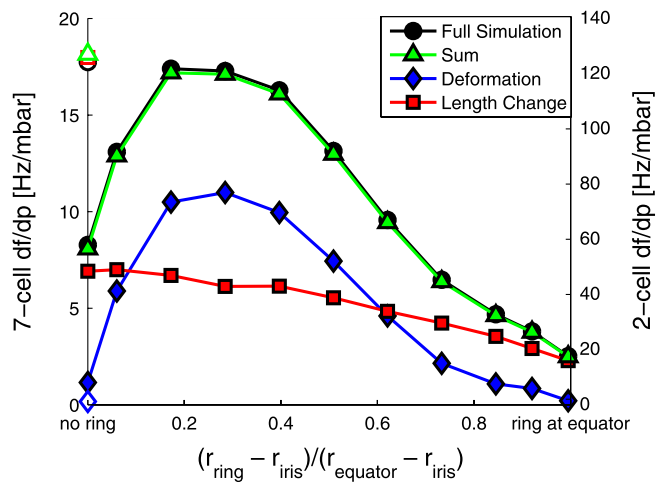 20
15
10
5
0
7-cell df/dp [Hz/mbar]
140
120
100
80
60
40
20
0
2-cell df/dp [Hz/mbar]
Full Simulation
Sum
Deformation
Length Change
no ring 0.2 0.4 0.6 0.8 ring at equator
(r_ring − r_iris)/(r_equator − r_iris)